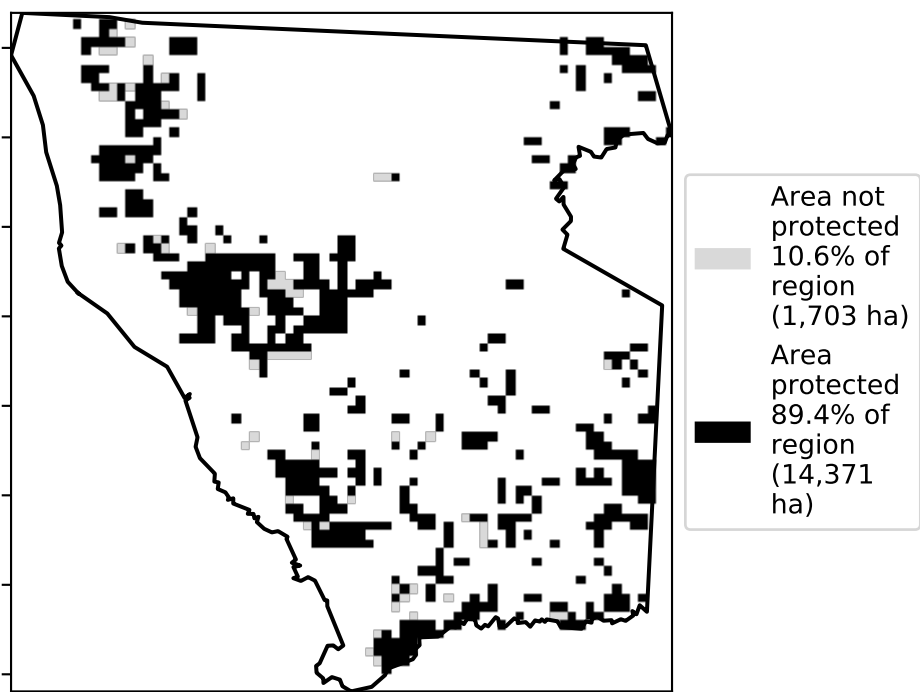 Area not
protected
10.6% of
region
(1,703 ha)
Area
protected
89.4% of
region
(14,371
ha)